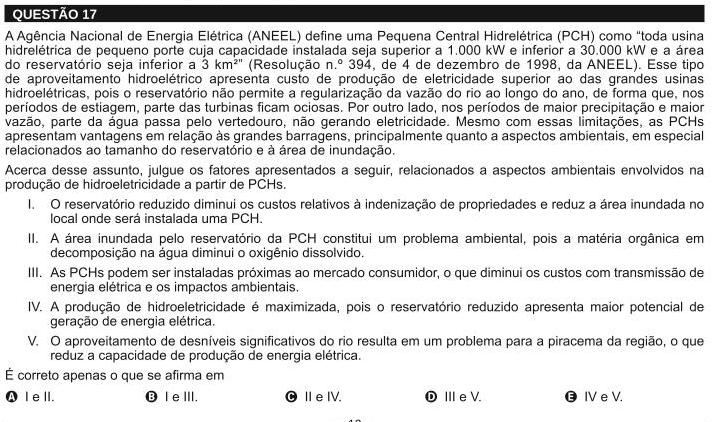 QUESTÃO 17
A Agência Nacional de Energia Elétrica (ANEEL) define uma Pequena Central Hidrelétrica (PCH) como “toda usina
hidrelétrica de pequeno porte cuja capacidade instalada seja superior a 1.000 kW e inferior a 30.000 kW e a área
do reservatório seja inferior a 3 km²” (Resolução n.º 394, de 4 de dezembro de 1998, da ANEEL). Esse tipo
de aproveitamento hidroelétrico apresenta custo de produção de eletricidade superior ao das grandes usinas
hidroelétricas, pois o reservatório não permite a regularização da vazão do rio ao longo do ano, de forma que, nos
períodos de estiagem, parte das turbinas ficam ociosas. Por outro lado, nos períodos de maior precipitação e maior
vazão, parte da água passa pelo vertedouro, não gerando eletricidade. Mesmo com essas limitações, as PCHs
apresentam vantagens em relação às grandes barragens, principalmente quanto a aspectos ambientais, em especial
relacionados ao tamanho do reservatório e à área de inundação.
Acerca desse assunto, julgue os fatores apresentados a seguir, relacionados a aspectos ambientais envolvidos na
produção de hidroeletricidade a partir de PCHs.
I. O reservatório reduzido diminui os custos relativos à indenização de propriedades e reduz a área inundada no
local onde será instalada uma PCH.
II. A área inundada pelo reservatório da PCH constitui um problema ambiental, pois a matéria orgânica em
decomposição na água diminui o oxigênio dissolvido.
III. As PCHs podem ser instaladas próximas ao mercado consumidor, o que diminui os custos com transmissão de
energia elétrica e os impactos ambientais.
IV. A produção de hidroeletricidade é maximizada, pois o reservatório reduzido apresenta maior potencial de
geração de energia elétrica.
V. O aproveitamento de desníveis significativos do rio resulta em um problema para a piracema da região, o que
reduz a capacidade de produção de energia elétrica.
É correto apenas o que se afirma em
A I e II. B I e III. C II e IV. D III e V. E IV e V.